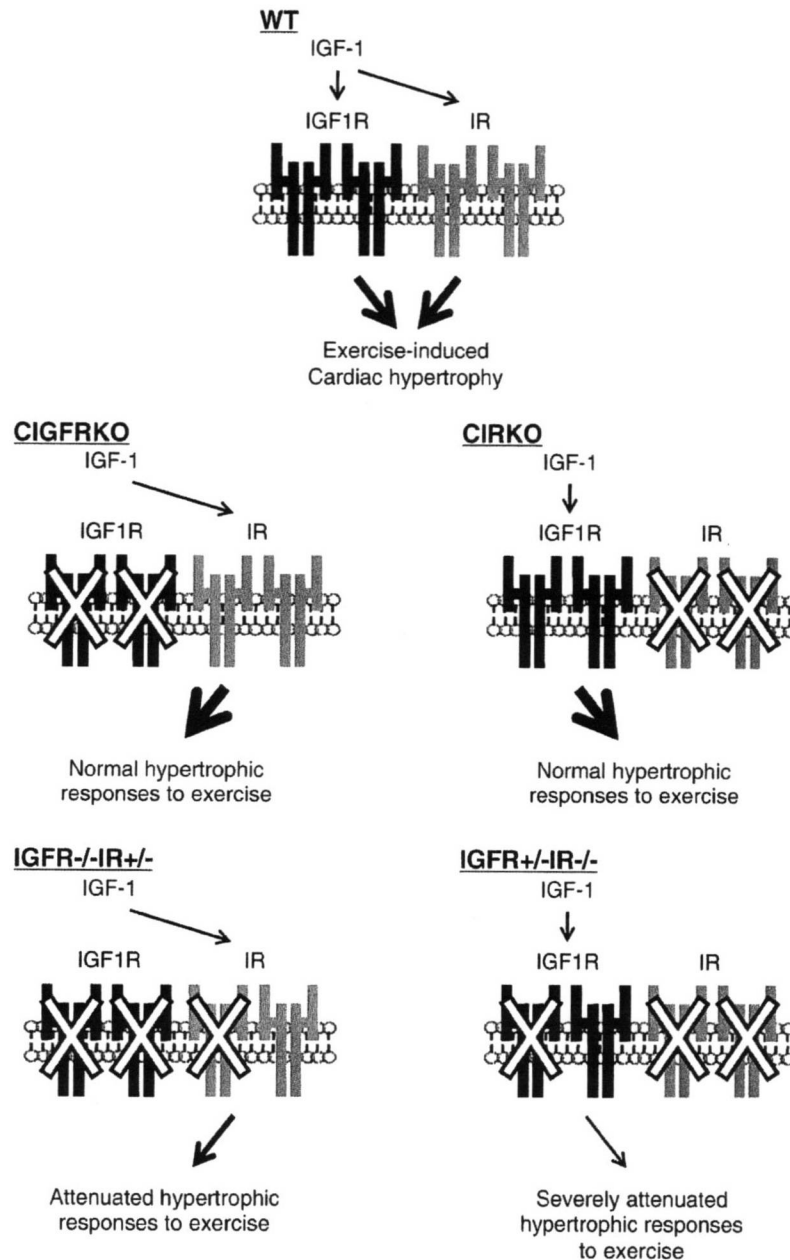 WT
IGF-1
IGF1R IR
Exercise-induced
Cardiac hypertrophy
CIGFRKO
IGF-1
IGF1R IR
Normal hypertrophic
responses to exercise
CIRKO
IGF-1
IGF1R IR
Normal hypertrophic
responses to exercise
IGFR-/-IR+/-
IGF-1
IGF1R IR
Attenuated hypertrophic
responses to exercise
IGFR+/-IR-/-
IGF-1
IGF1R IR
Severely attenuated
hypertrophic responses
to exercise